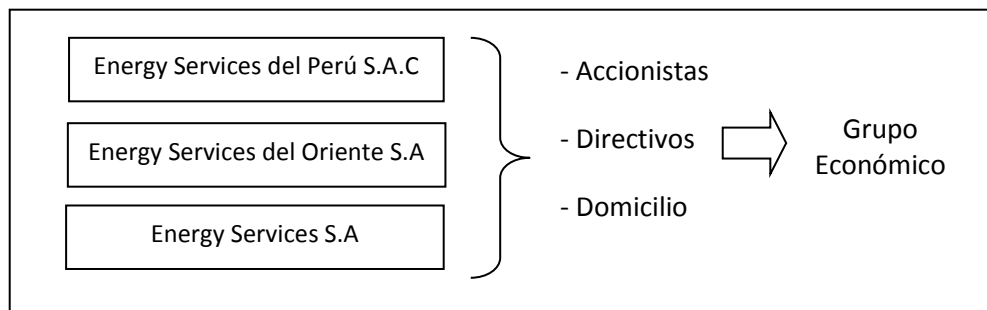 Energy Services del Perú S.A.C
Energy Services del Oriente S.A
Energy Services S.A
- Accionistas
- Directivos
- Domicilio
Grupo
Económico